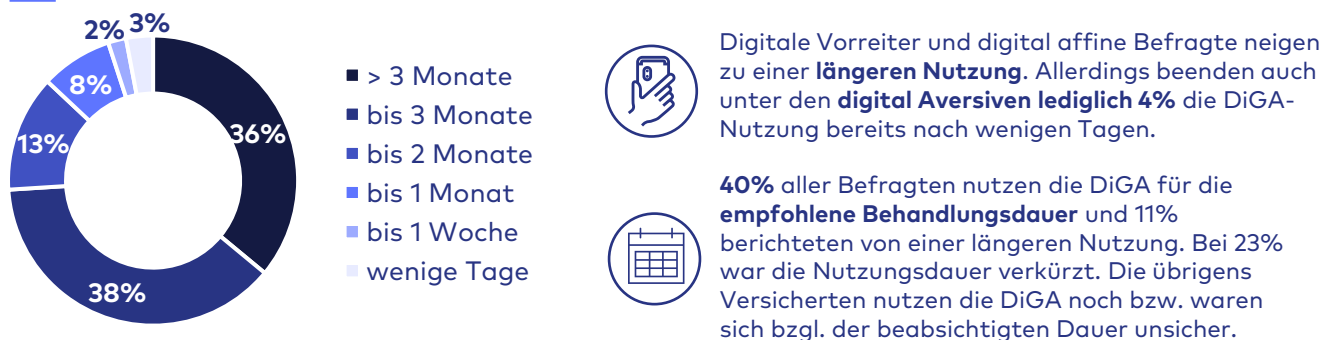 2% 3%
8%
13%
36%
38%
> 3 Monate
bis 3 Monate
bis 2 Monate
bis 1 Monat
bis 1 Woche
wenige Tage
Digitale Vorreiter und digital affine Befragte neigen
zu einer längeren Nutzung. Allerdings beenden auch
unter den digital Aversiven lediglich 4% die DiGA-
Nutzung bereits nach wenigen Tagen.
40% aller Befragten nutzen die DiGA für die
empfohlene Behandlungsdauer und 11%
berichteten von einer längeren Nutzung. Bei 23%
war die Nutzungsdauer verkürzt. Die übrigens
Versicherten nutzen die DiGA noch bzw. waren
sich bzgl. der beabsichtigten Dauer unsicher.